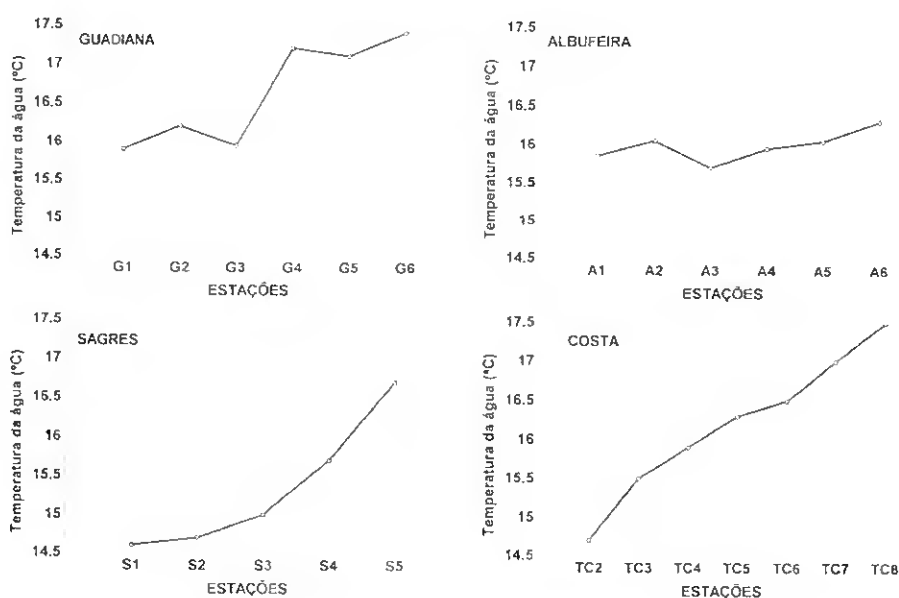 GUADIANA
Temperatura da água (ºC)
17.5
17
16.5
16
15.5
15
14.5
G1 G2 G3 G4 G5 G6
ESTAÇÕES
ALBUFEIRA
Temperatura da água (ºC)
17.5
17
16.5
16
15.5
15
14.5
A1 A2 A3 A4 A5 A6
ESTAÇÕES
SAGRES
Temperatura da água (ºC)
17.5
17
16.5
16
15.5
15
14.5
S1 S2 S3 S4 S5
ESTAÇÕES
COSTA
Temperatura da água (ºC)
17.5
17
16.5
16
15.5
15
14.5
TC2 TC3 TC4 TC5 TC6 TC7 TC8
ESTAÇÕES